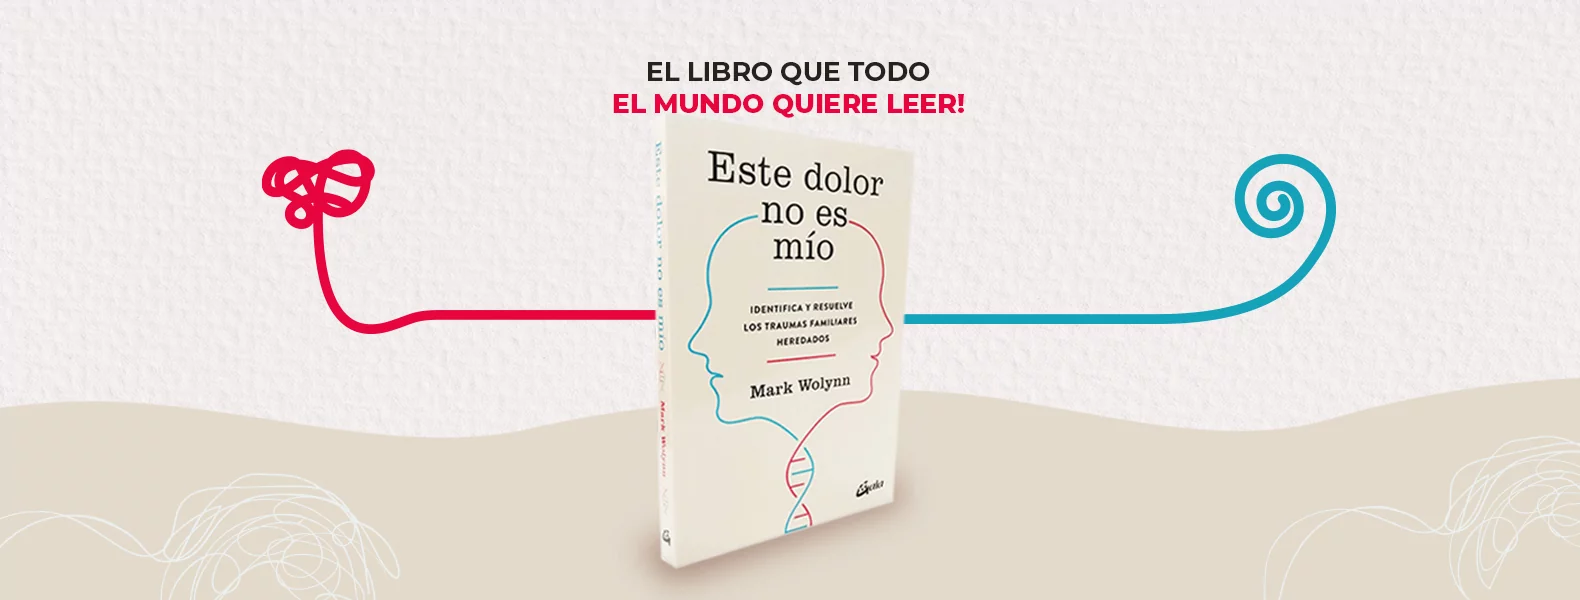 EL LIBRO QUE TODO
EL MUNDO QUIERE LEER!
Este dolor
no es
mío
IDENTIFICA Y RESUELVE
LOS TRAUMAS FAMILIARES
HEREDADOS
Mark Wolynn
Gaia
Este dolor no es mío
Mark Wolynn